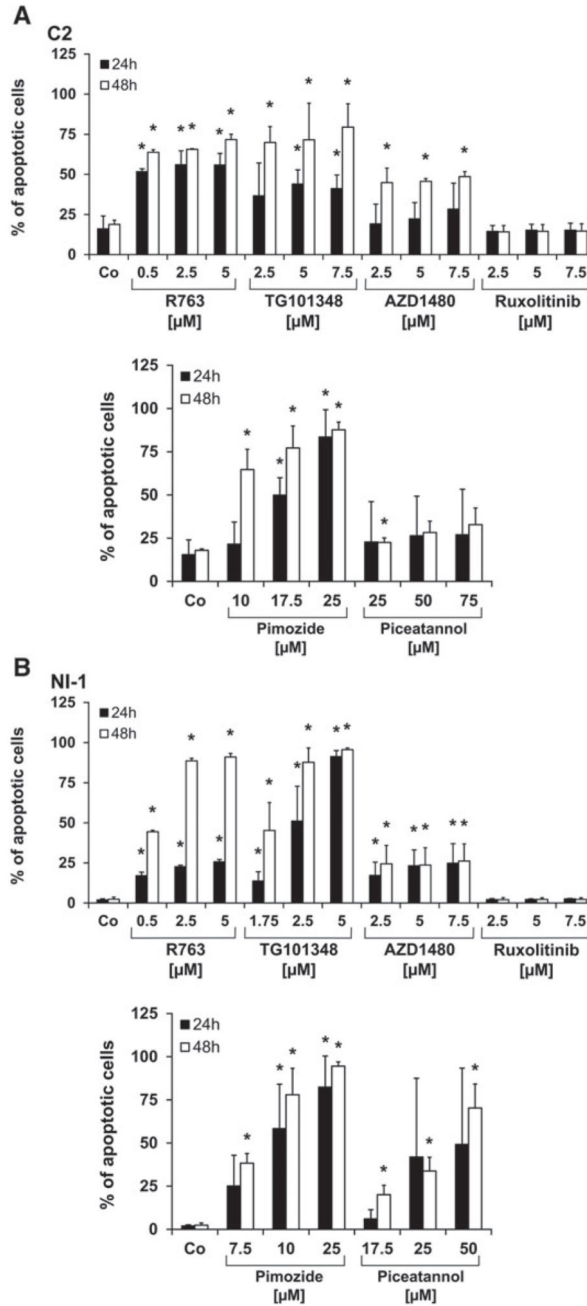 A
C2
125
100
75
50
25
0
% of apoptotic cells
24h
48h
* * * * * * * * * * * * * *
Co 0.5 2.5 5 2.5 5 7.5 2.5 5 7.5 2.5 5 7.5
R763 TG101348 AZD1480 Ruxolitinib
[µM] [µM] [µM] [µM]
125
100
75
50
25
0
% of apoptotic cells
24h
48h
* * * * * *
Co 10 17.5 25 25 50 75
Pimozide Piceatannol
[µM] [µM]
B
NI-1
125
100
75
50
25
0
% of apoptotic cells
24h
48h
* * * * * * * * * * * * * * * * * *
Co 0.5 2.5 5 1.75 2.5 5 2.5 5 7.5 2.5 5 7.5
R763 TG101348 AZD1480 Ruxolitinib
[µM] [µM] [µM] [µM]
125
100
75
50
25
0
% of apoptotic cells
24h
48h
* * * * * * * *
Co 7.5 10 25 17.5 25 50
Pimozide Piceatannol
[µM] [µM]